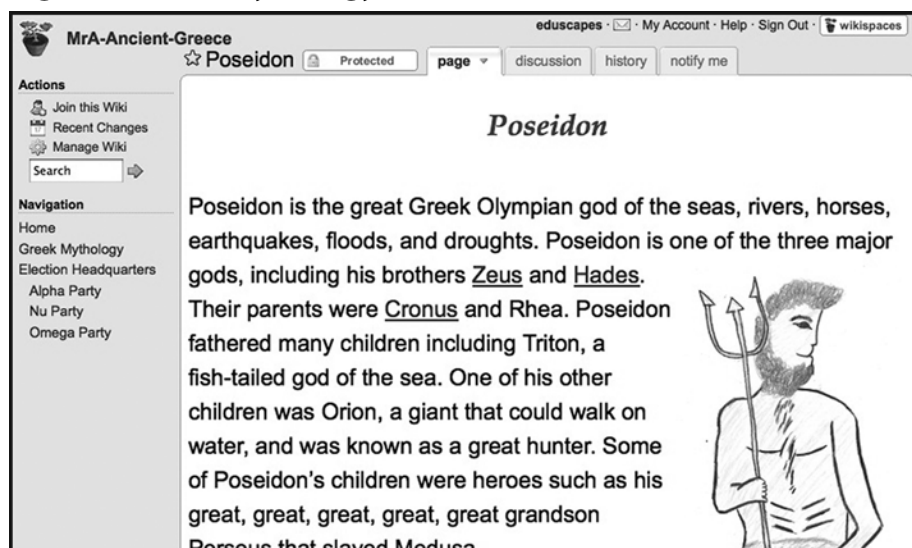 eduscapes · My Account · Help · Sign Out · wikispaces
MrA-Ancient-Greece
Poseidon Protected page discussion history notify me
Actions
Join this Wiki
Recent Changes
Manage Wiki
Search
Navigation
Home
Greek Mythology
Election Headquarters
Alpha Party
Nu Party
Omega Party
Poseidon
Poseidon is the great Greek Olympian god of the seas, rivers, horses,
earthquakes, floods, and droughts. Poseidon is one of the three major
gods, including his brothers Zeus and Hades.
Their parents were Cronus and Rhea. Poseidon
fathered many children including Triton, a
fish-tailed god of the sea. One of his other
children was Orion, a giant that could walk on
water, and was known as a great hunter. Some
of Poseidon's children were heroes such as his
great, great, great, great, great grandson
Perseus that slayed Medusa